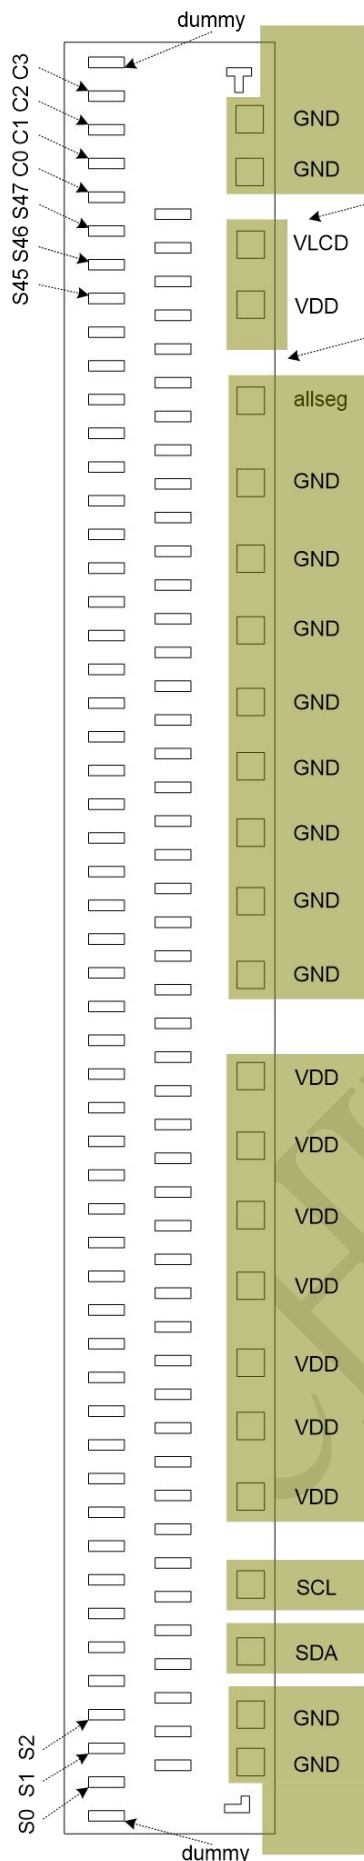 dummy
C3
C2
C1
C0
S47
S46
S45
GND
GND
VLCD
VDD
allseg
GND
GND
GND
GND
GND
GND
GND
GND
VDD
VDD
VDD
VDD
VDD
VDD
VDD
SCL
SDA
GND
GND
S2
S1
S0
dummy